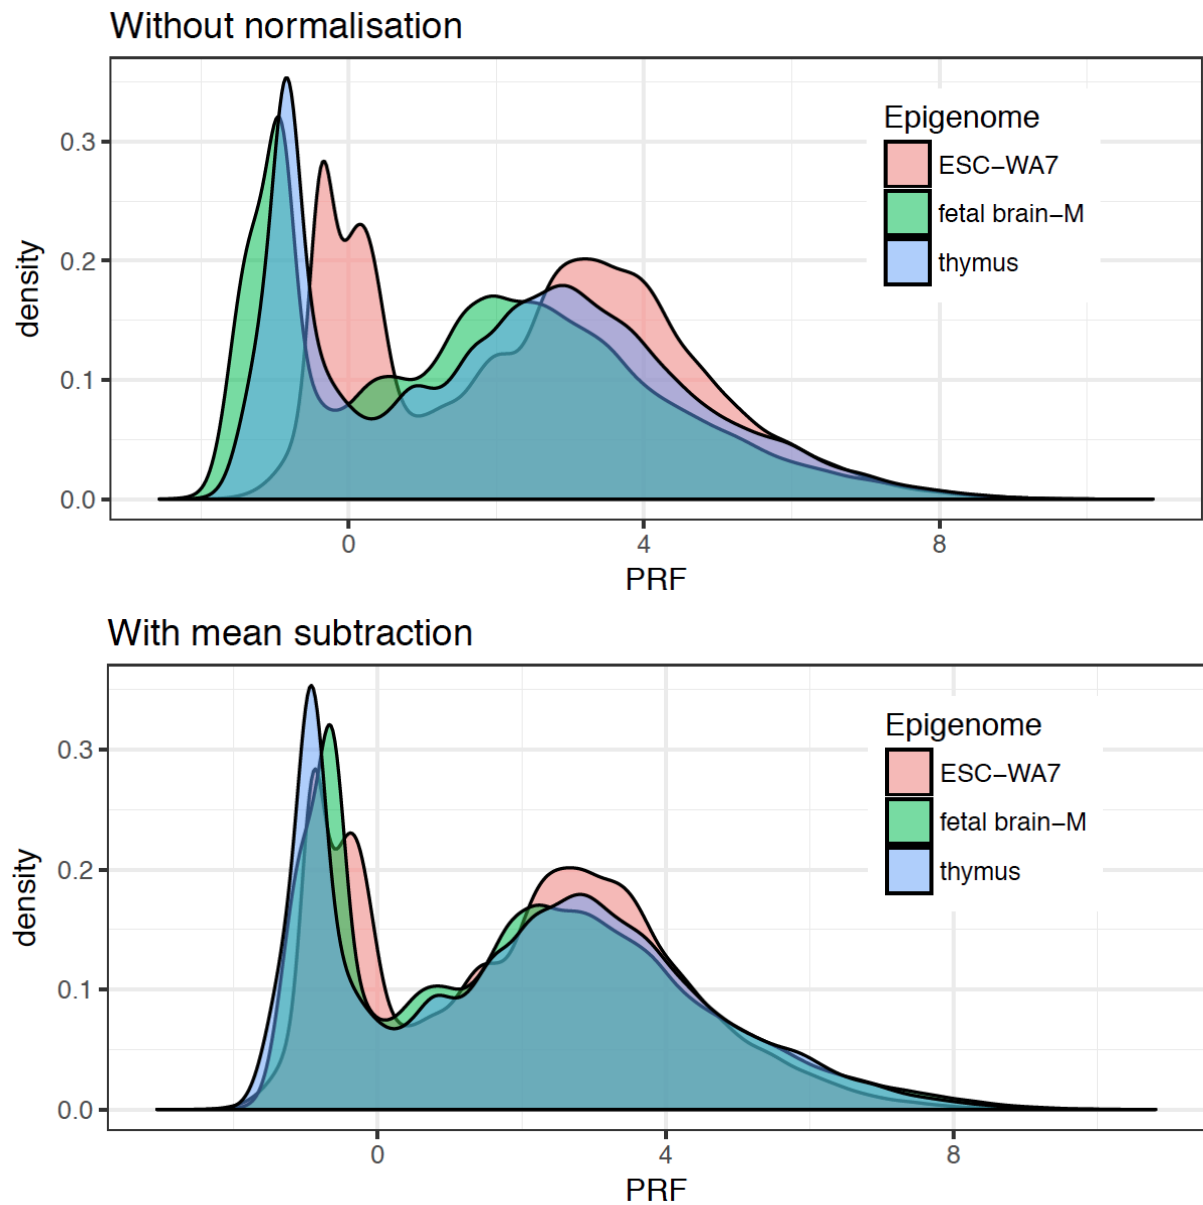 Without normalisation
0.3
0.2
0.1
0.0
density
Epigenome
ESC−WA7
fetal brain−M
thymus
0 4 8
PRF
With mean subtraction
0.3
0.2
0.1
0.0
density
Epigenome
ESC−WA7
fetal brain−M
thymus
0 4 8
PRF